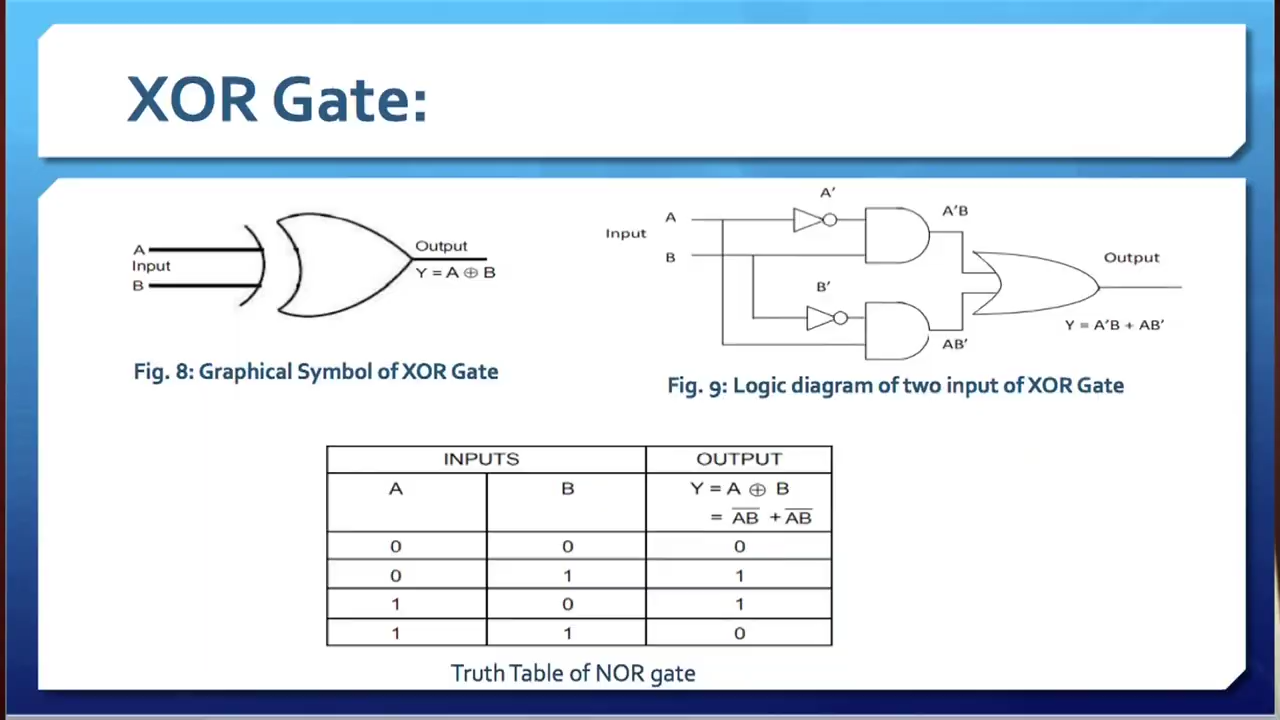 XOR Gate:
A
Input
B
Output
Y = A ⊕ B
Fig. 8: Graphical Symbol of XOR Gate
A
Input
B
A′
B′
A′B
AB′
Output
Y = A′B + AB′
Fig. 9: Logic diagram of two input of XOR Gate
INPUTS OUTPUT
A B Y = A ⊕ B
= A̅B̅ + A̅B̅
0 0 0
0 1 1
1 0 1
1 1 0
Truth Table of NOR gate